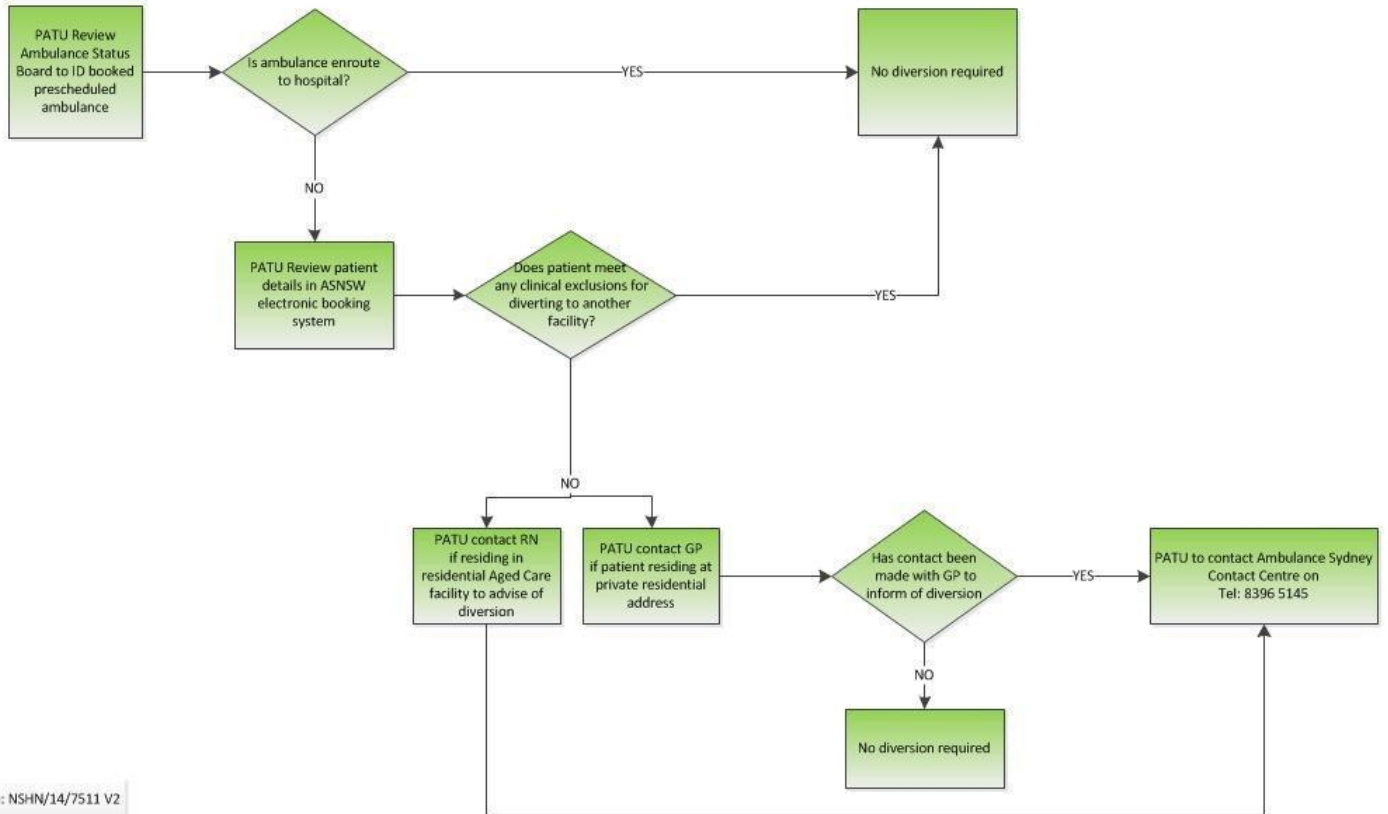 PATU Review
Ambulance Status
Board to ID booked
prescheduled
ambulance
Is ambulance enroute
to hospital?
YES
No diversion required
NO
PATU Review patient
details in ASNSW
electronic booking
system
Does patient meet
any clinical exclusions for
diverting to another
facility?
YES
NO
PATU contact RN
if residing in
residential Aged Care
facility to advise of
diversion
PATU contact GP
if patient residing at
private residential
address
Has contact been
made with GP to
inform of diversion
YES
PATU to contact Ambulance Sydney
Contact Centre on
Tel: 8396 5145
NO
No diversion required
: NSHN/14/7511 V2